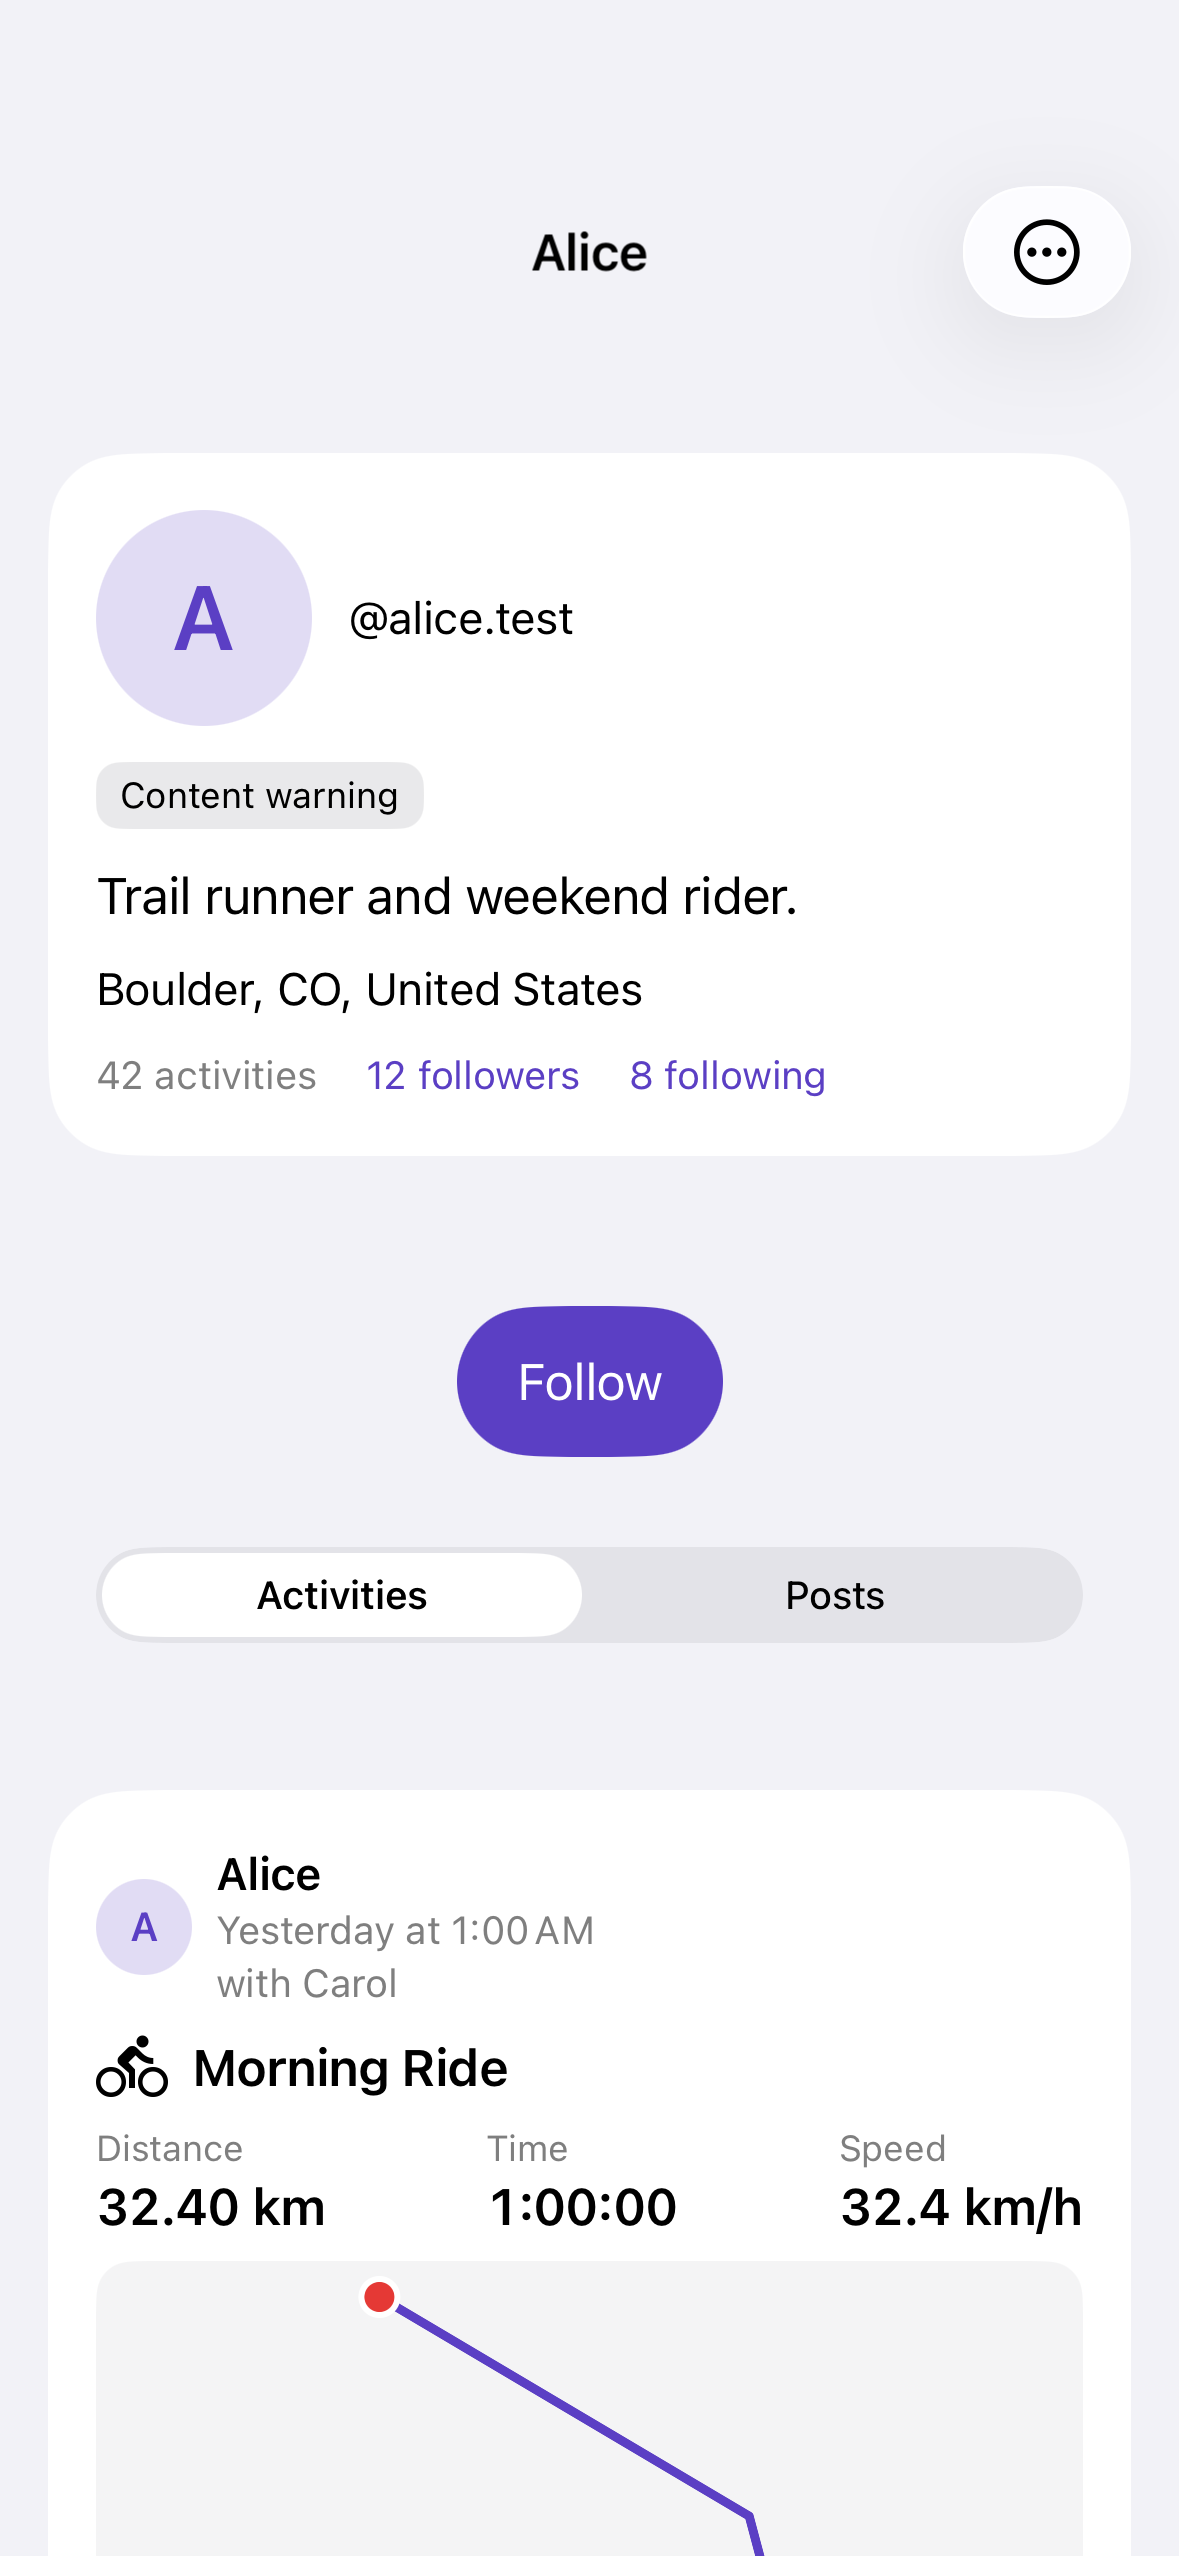 Alice
A
@alice.test
Content warning
Trail runner and weekend rider.
Boulder, CO, United States
42 activities 12 followers 8 following
Follow
Activities Posts
A
Alice
Yesterday at 1:00 AM
with Carol
Morning Ride
Distance Time Speed
32.40 km 1:00:00 32.4 km/h